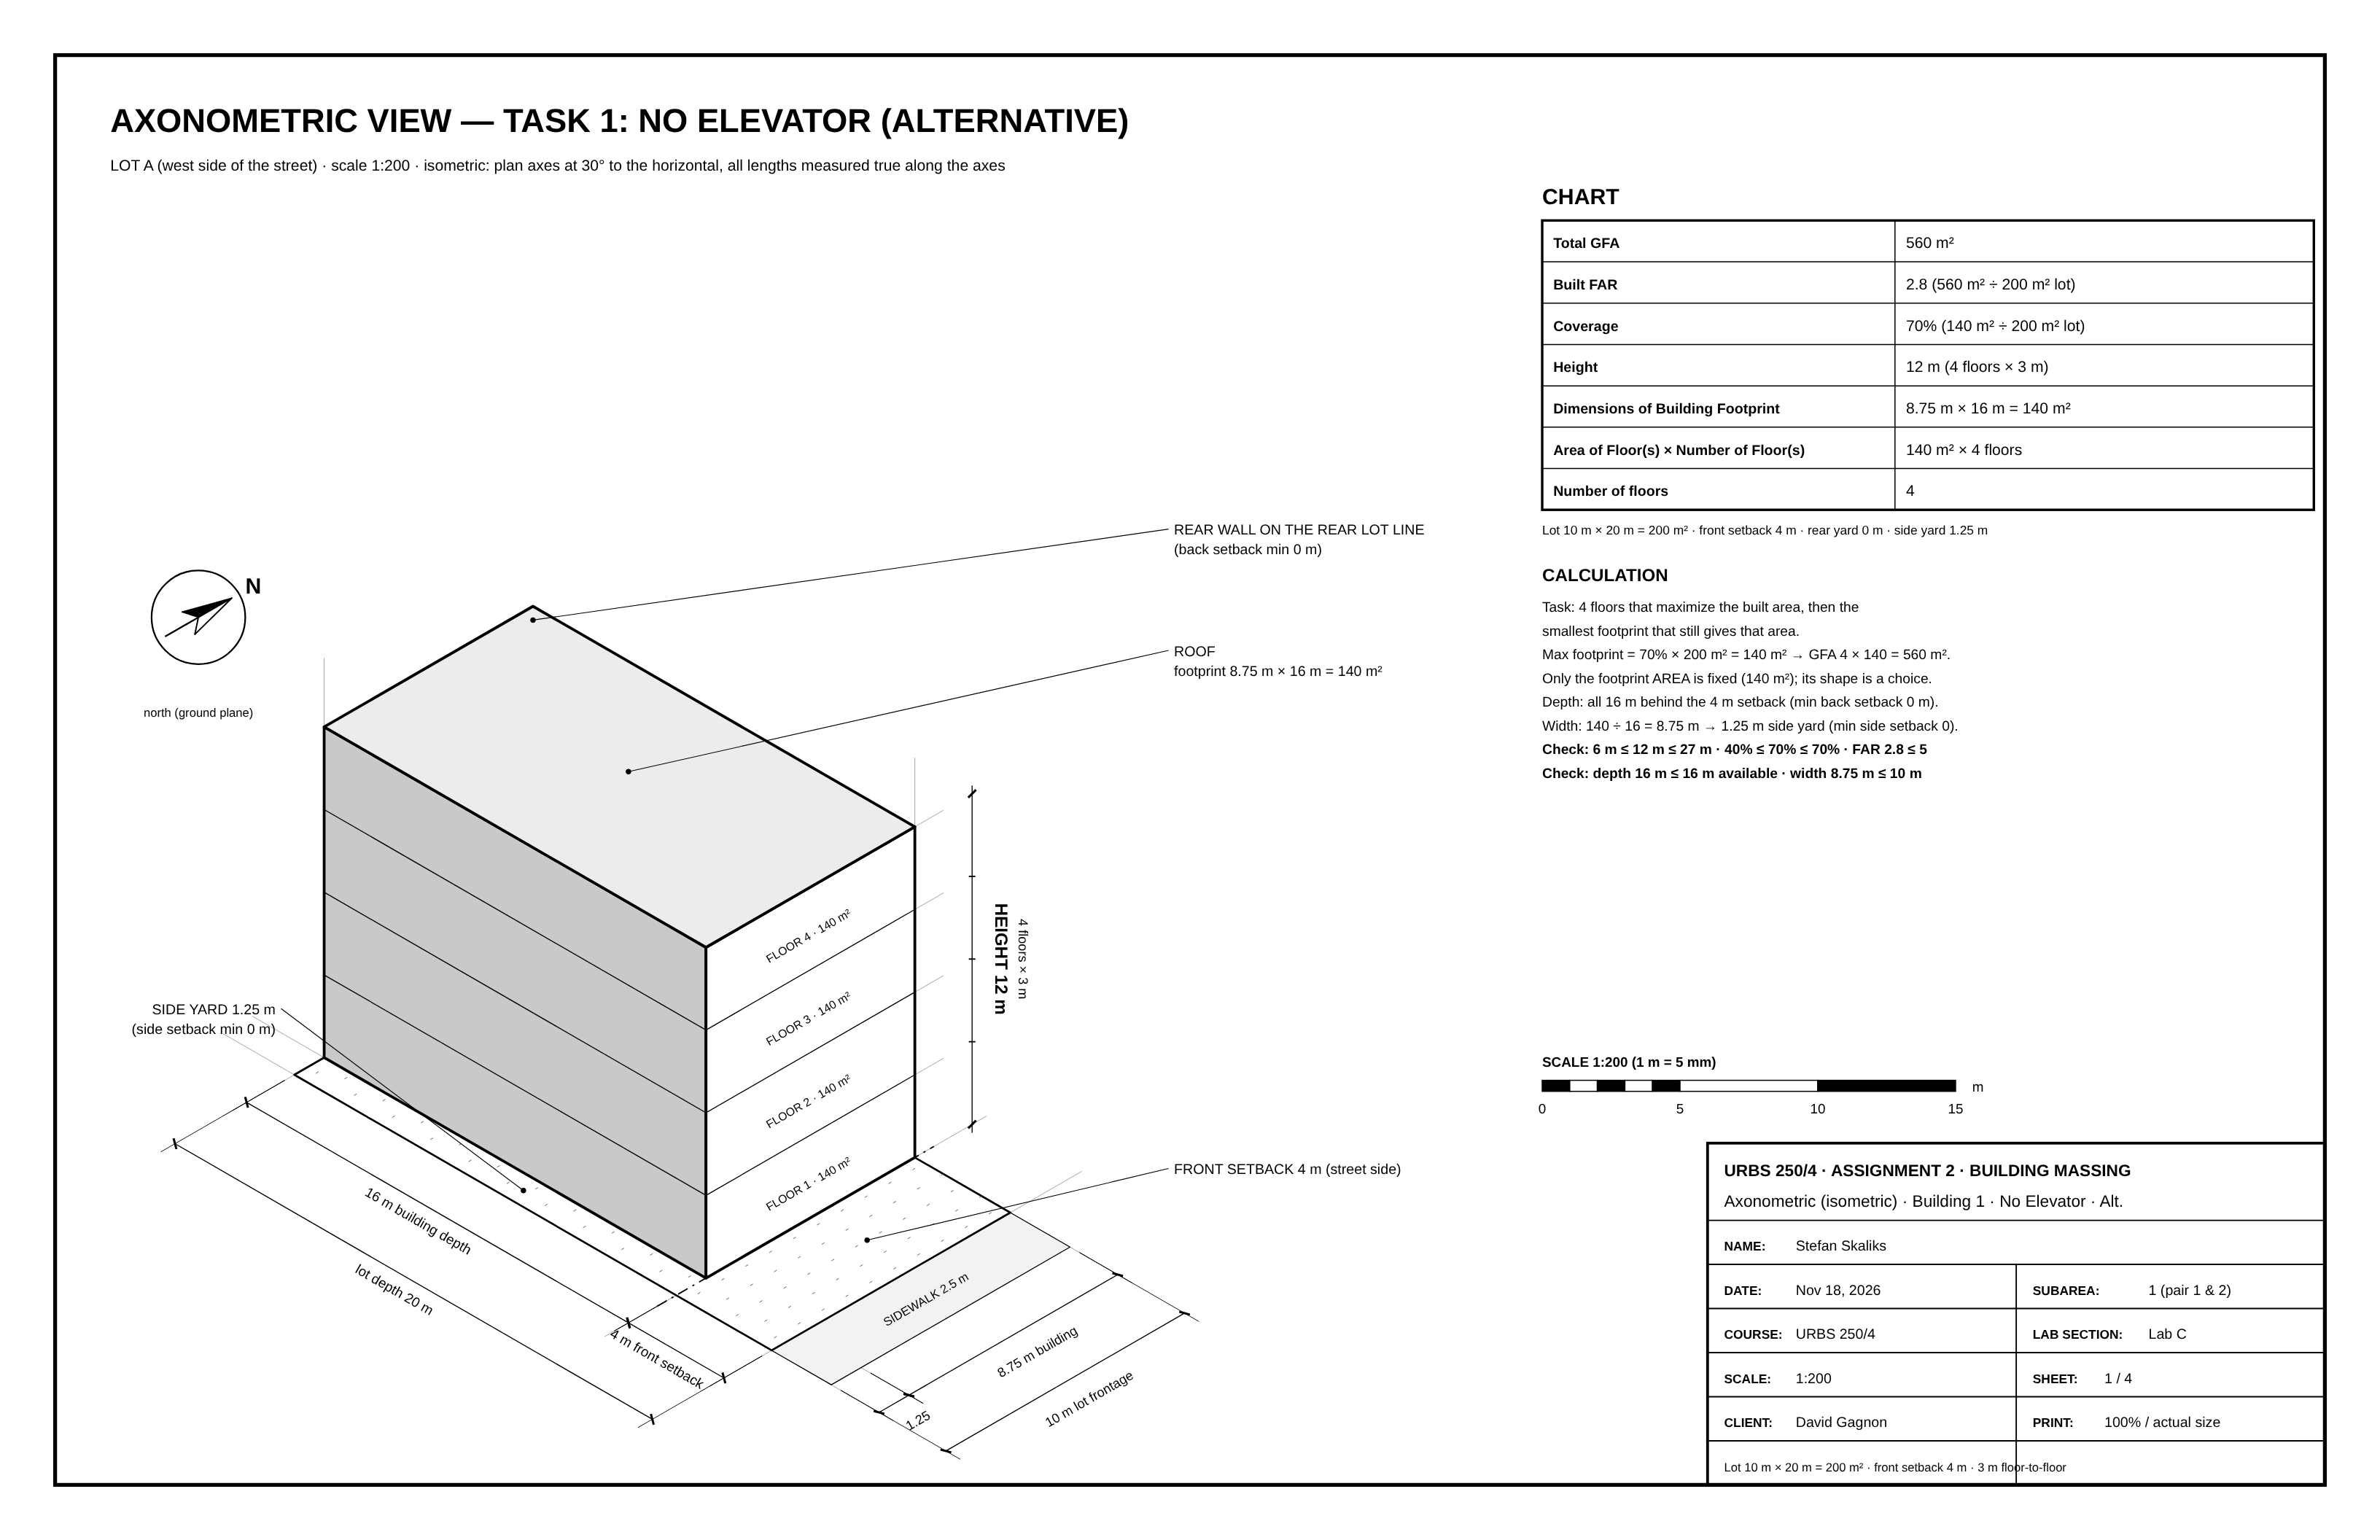 AXONOMETRIC VIEW — TASK 1: NO ELEVATOR (ALTERNATIVE)
LOT A (west side of the street) · scale 1:200 · isometric: plan axes at 30° to the horizontal, all lengths measured true along the axes
CHART
Total GFA 560 m²
Built FAR 2.8 (560 m² ÷ 200 m² lot)
Coverage 70% (140 m² ÷ 200 m² lot)
Height 12 m (4 floors × 3 m)
Dimensions of Building Footprint 8.75 m × 16 m = 140 m²
Area of Floor(s) × Number of Floor(s) 140 m² × 4 floors
Number of floors 4
Lot 10 m × 20 m = 200 m² · front setback 4 m · rear yard 0 m · side yard 1.25 m
CALCULATION
Task: 4 floors that maximize the built area, then the
smallest footprint that still gives that area.
Max footprint = 70% × 200 m² = 140 m² → GFA 4 × 140 = 560 m².
Only the footprint AREA is fixed (140 m²); its shape is a choice.
Depth: all 16 m behind the 4 m setback (min back setback 0 m).
Width: 140 ÷ 16 = 8.75 m → 1.25 m side yard (min side setback 0).
Check: 6 m ≤ 12 m ≤ 27 m · 40% ≤ 70% ≤ 70% · FAR 2.8 ≤ 5
Check: depth 16 m ≤ 16 m available · width 8.75 m ≤ 10 m
REAR WALL ON THE REAR LOT LINE
(back setback min 0 m)
N
north (ground plane)
ROOF
footprint 8.75 m × 16 m = 140 m²
FLOOR 4 · 140 m²
FLOOR 3 · 140 m²
FLOOR 2 · 140 m²
FLOOR 1 · 140 m²
HEIGHT 12 m
4 floors × 3 m
SIDE YARD 1.25 m
(side setback min 0 m)
FRONT SETBACK 4 m (street side)
16 m building depth
lot depth 20 m
4 m front setback
SIDEWALK 2.5 m
8.75 m building
1.25
10 m lot frontage
SCALE 1:200 (1 m = 5 mm)
m
0 5 10 15
URBS 250/4 · ASSIGNMENT 2 · BUILDING MASSING
Axonometric (isometric) · Building 1 · No Elevator · Alt.
NAME: Stefan Skaliks
DATE: Nov 18, 2026 SUBAREA: 1 (pair 1 & 2)
COURSE: URBS 250/4 LAB SECTION: Lab C
SCALE: 1:200 SHEET: 1 / 4
CLIENT: David Gagnon PRINT: 100% / actual size
Lot 10 m × 20 m = 200 m² · front setback 4 m · 3 m floor-to-floor